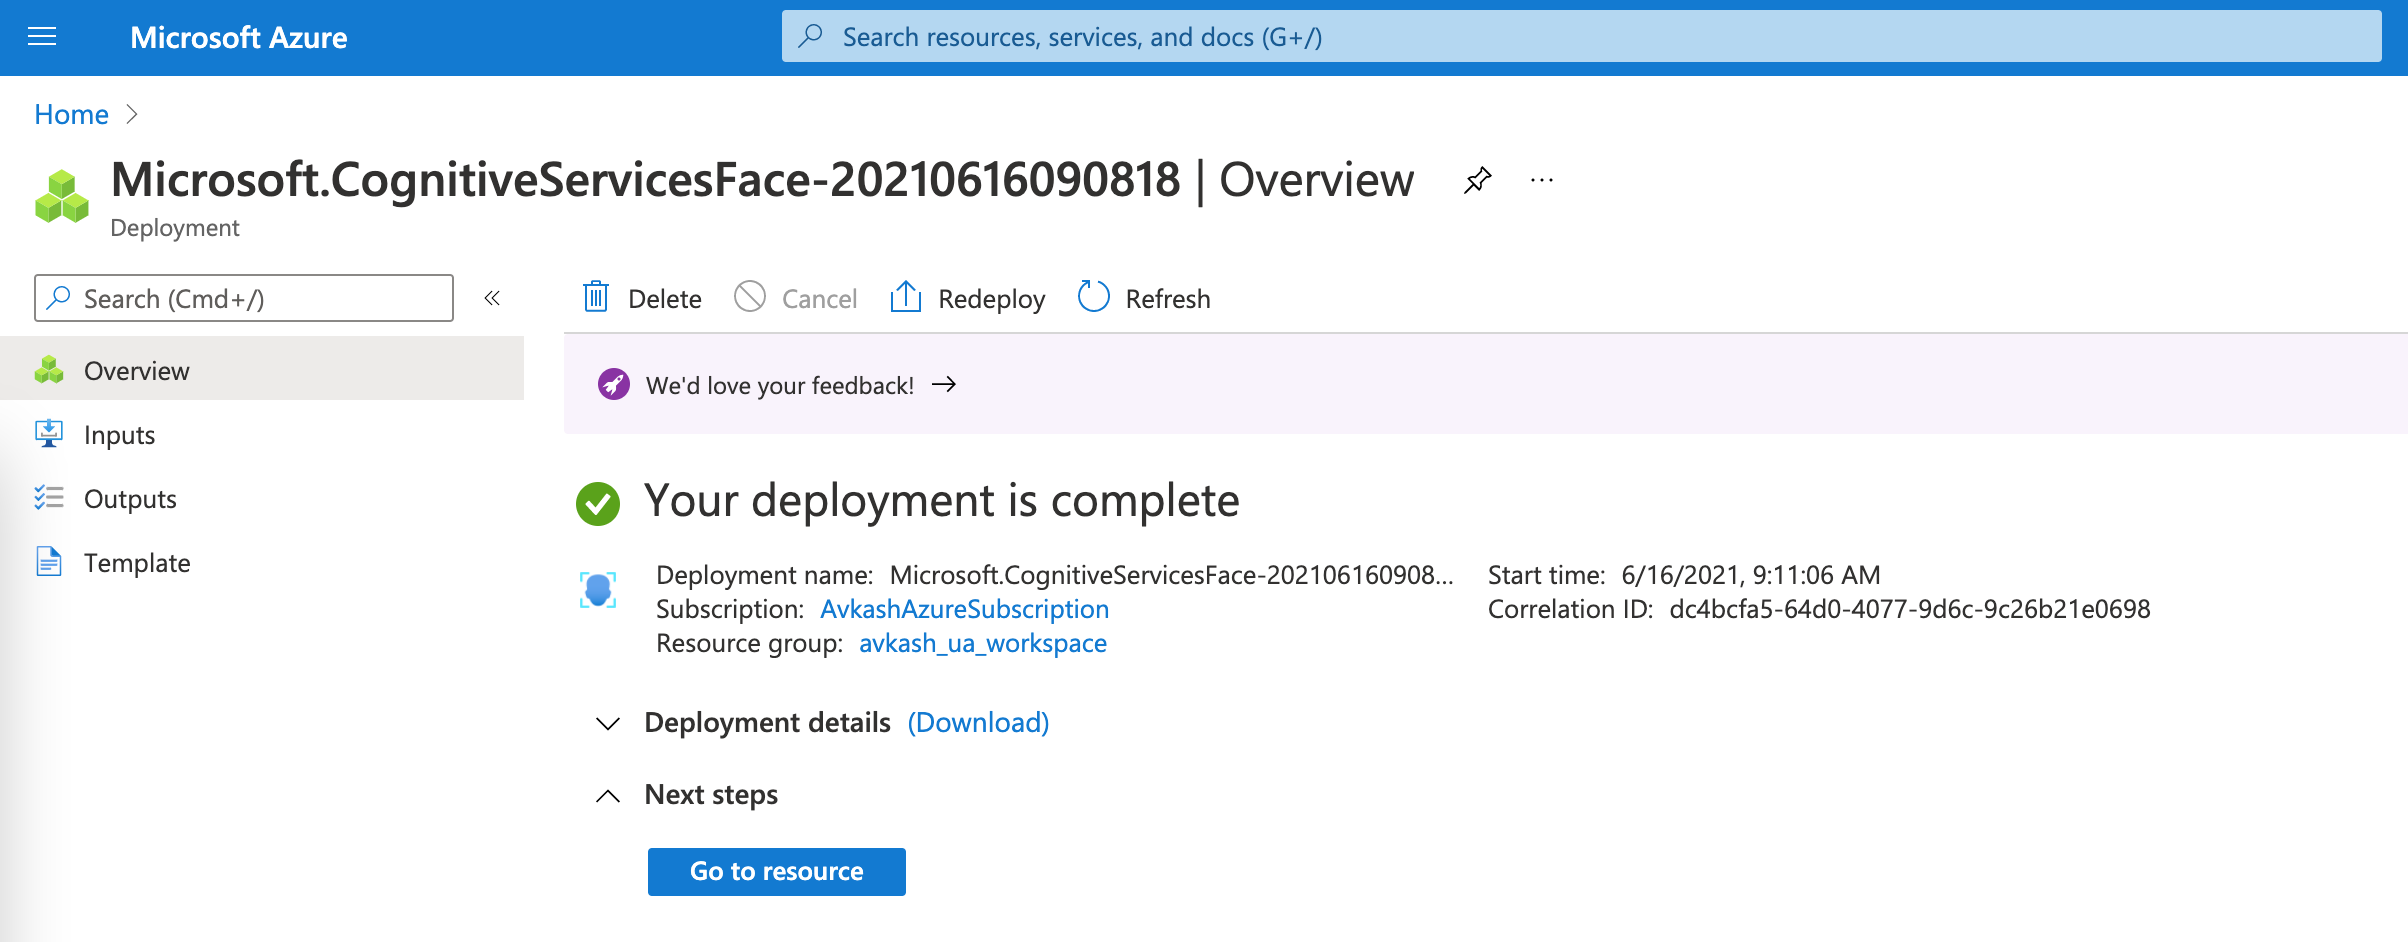 Microsoft Azure
Search resources, services, and docs (G+/)
Home
Microsoft.CognitiveServicesFace-20210616090818 | Overview
Deployment
Search (Cmd+/)
Overview
Inputs
Outputs
Template
Delete Cancel Redeploy Refresh
We'd love your feedback!
Your deployment is complete
Deployment name: Microsoft.CognitiveServicesFace-202106160908...
Subscription: AvkashAzureSubscription
Resource group: avkash_ua_workspace
Start time: 6/16/2021, 9:11:06 AM
Correlation ID: dc4bcfa5-64d0-4077-9d6c-9c26b21e0698
Deployment details (Download)
Next steps
Go to resource